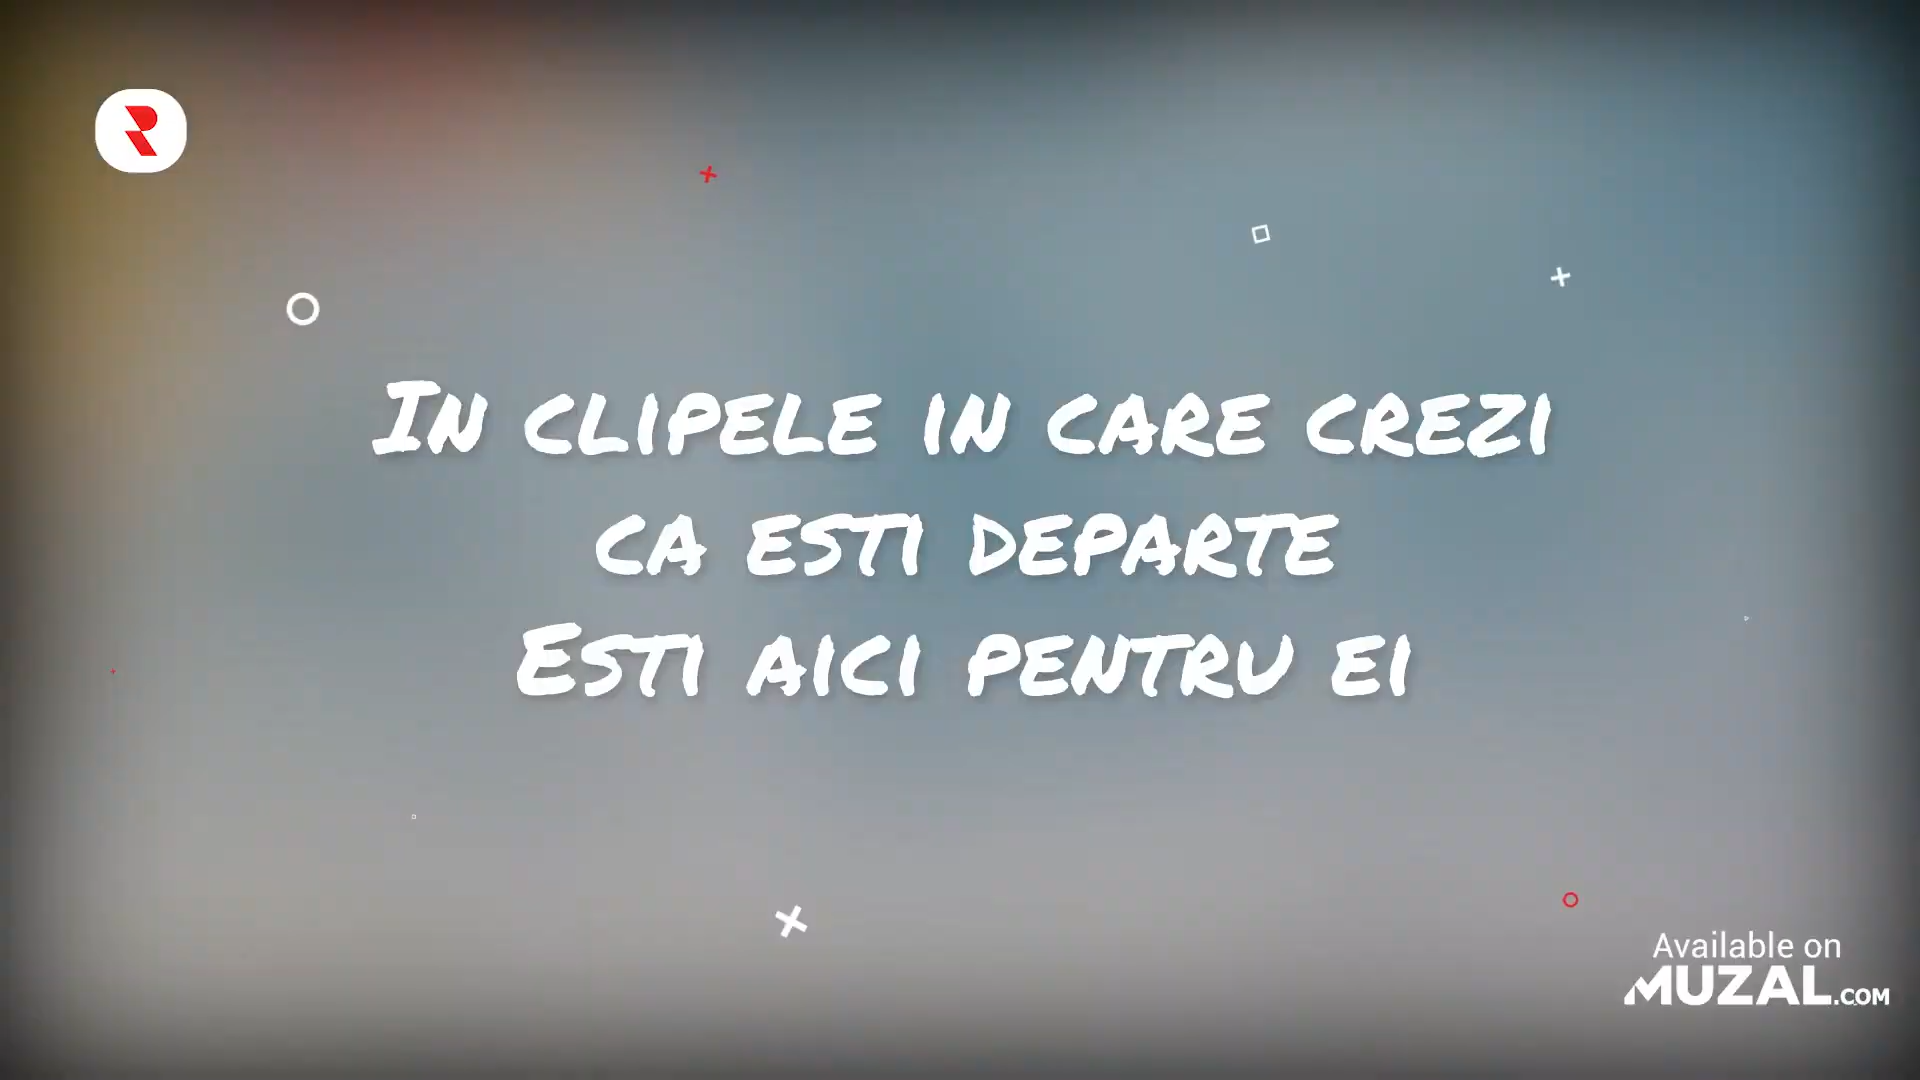 In clipele in care crezi
ca esti departe
Esti aici pentru ei
Available on
MUZAL.COM